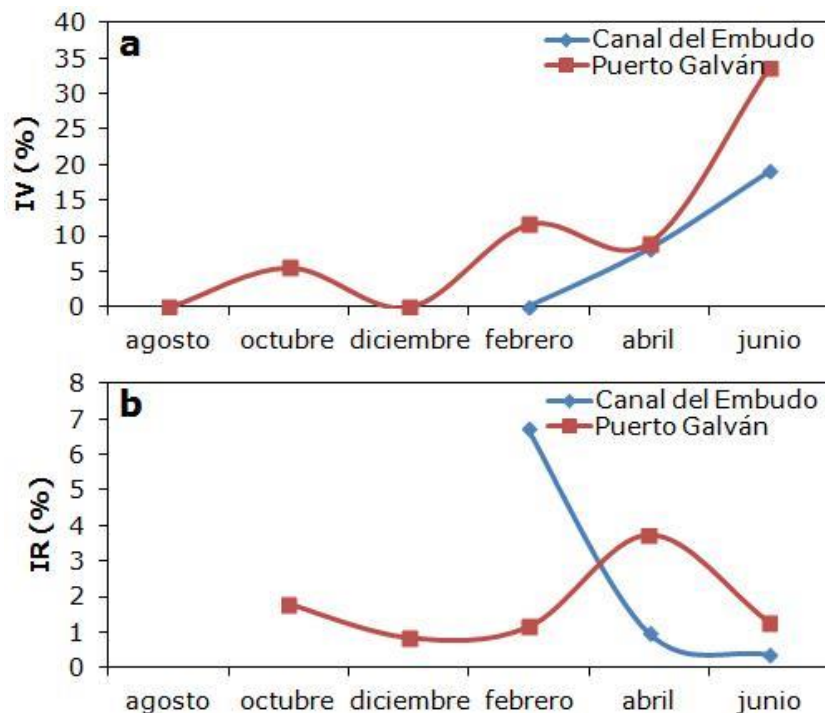 a
Canal del Embudo
Puerto Galván
IV (%)
40
35
30
25
20
15
10
5
0
agosto octubre diciembre febrero abril junio
b
Canal del Embudo
Puerto Galván
IR (%)
8
7
6
5
4
3
2
1
0
agosto octubre diciembre febrero abril junio